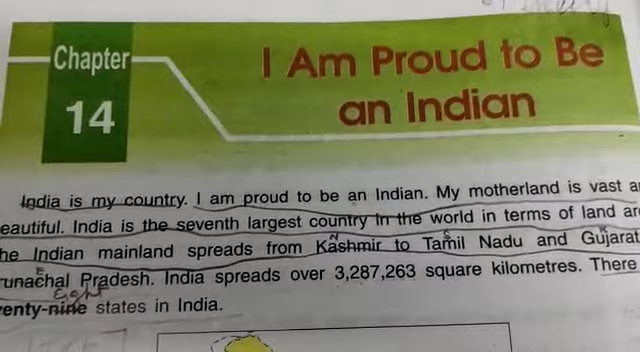 Chapter
14
I Am Proud to Be
an Indian
India is my country. I am proud to be an Indian. My motherland is vast a
eautiful. India is the seventh largest country in the world in terms of land ar
he Indian mainland spreads from Kashmir to Tamil Nadu and Gujarat
N S W
runachal Pradesh. India spreads over 3,287,263 square kilometres. There
E
Eight
enty-nine states in India.